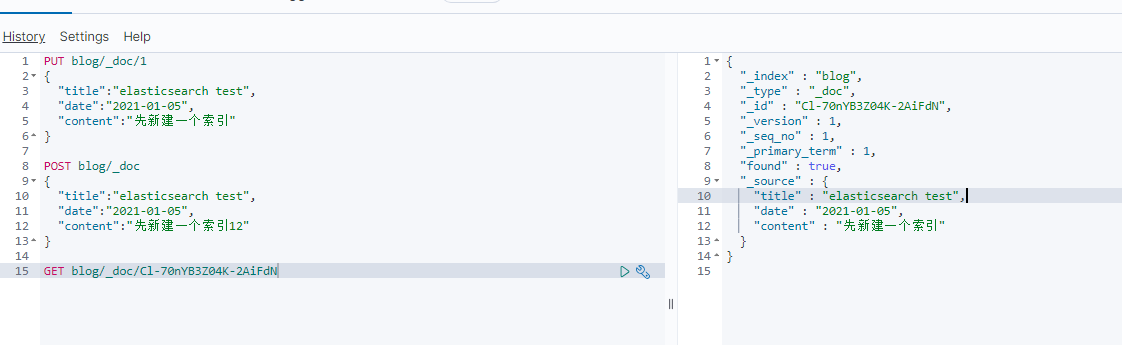 History Settings Help
1 PUT blog/_doc/1
2 {
3 "title":"elasticsearch test",
4 "date":"2021-01-05",
5 "content":"先新建一个索引"
6 }
7
8 POST blog/_doc
9 {
10 "title":"elasticsearch test",
11 "date":"2021-01-05",
12 "content":"先新建一个索引12"
13 }
14
15 GET blog/_doc/Cl-70nYB3Z04K-2AiFdN
1 {
2 "_index" : "blog",
3 "_type" : "_doc",
4 "_id" : "Cl-70nYB3Z04K-2AiFdN",
5 "_version" : 1,
6 "_seq_no" : 1,
7 "_primary_term" : 1,
8 "found" : true,
9 "_source" : {
10 "title" : "elasticsearch test",
11 "date" : "2021-01-05",
12 "content" : "先新建一个索引"
13 }
14 }
15